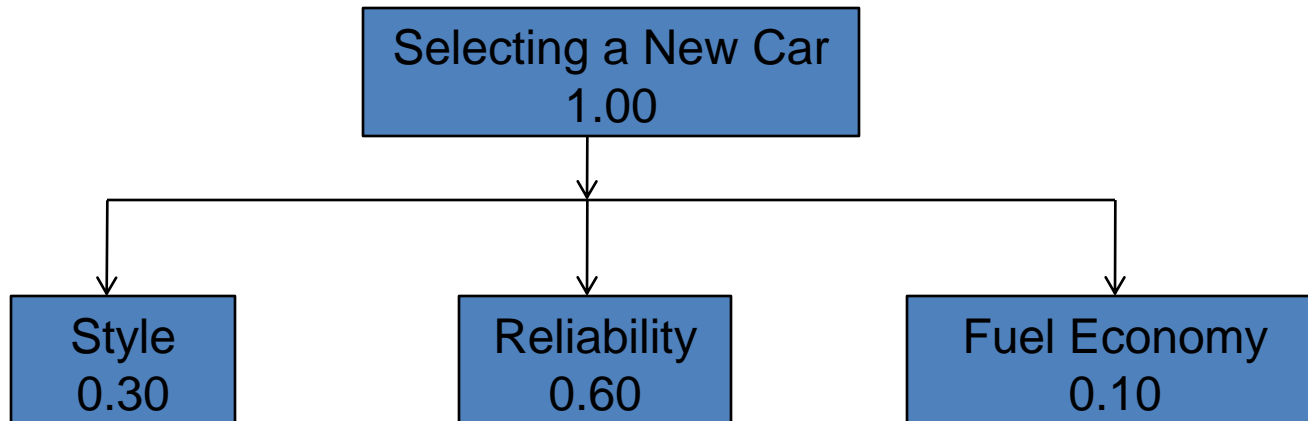 Selecting a New Car
1.00
Style
0.30
Reliability
0.60
Fuel Economy
0.10